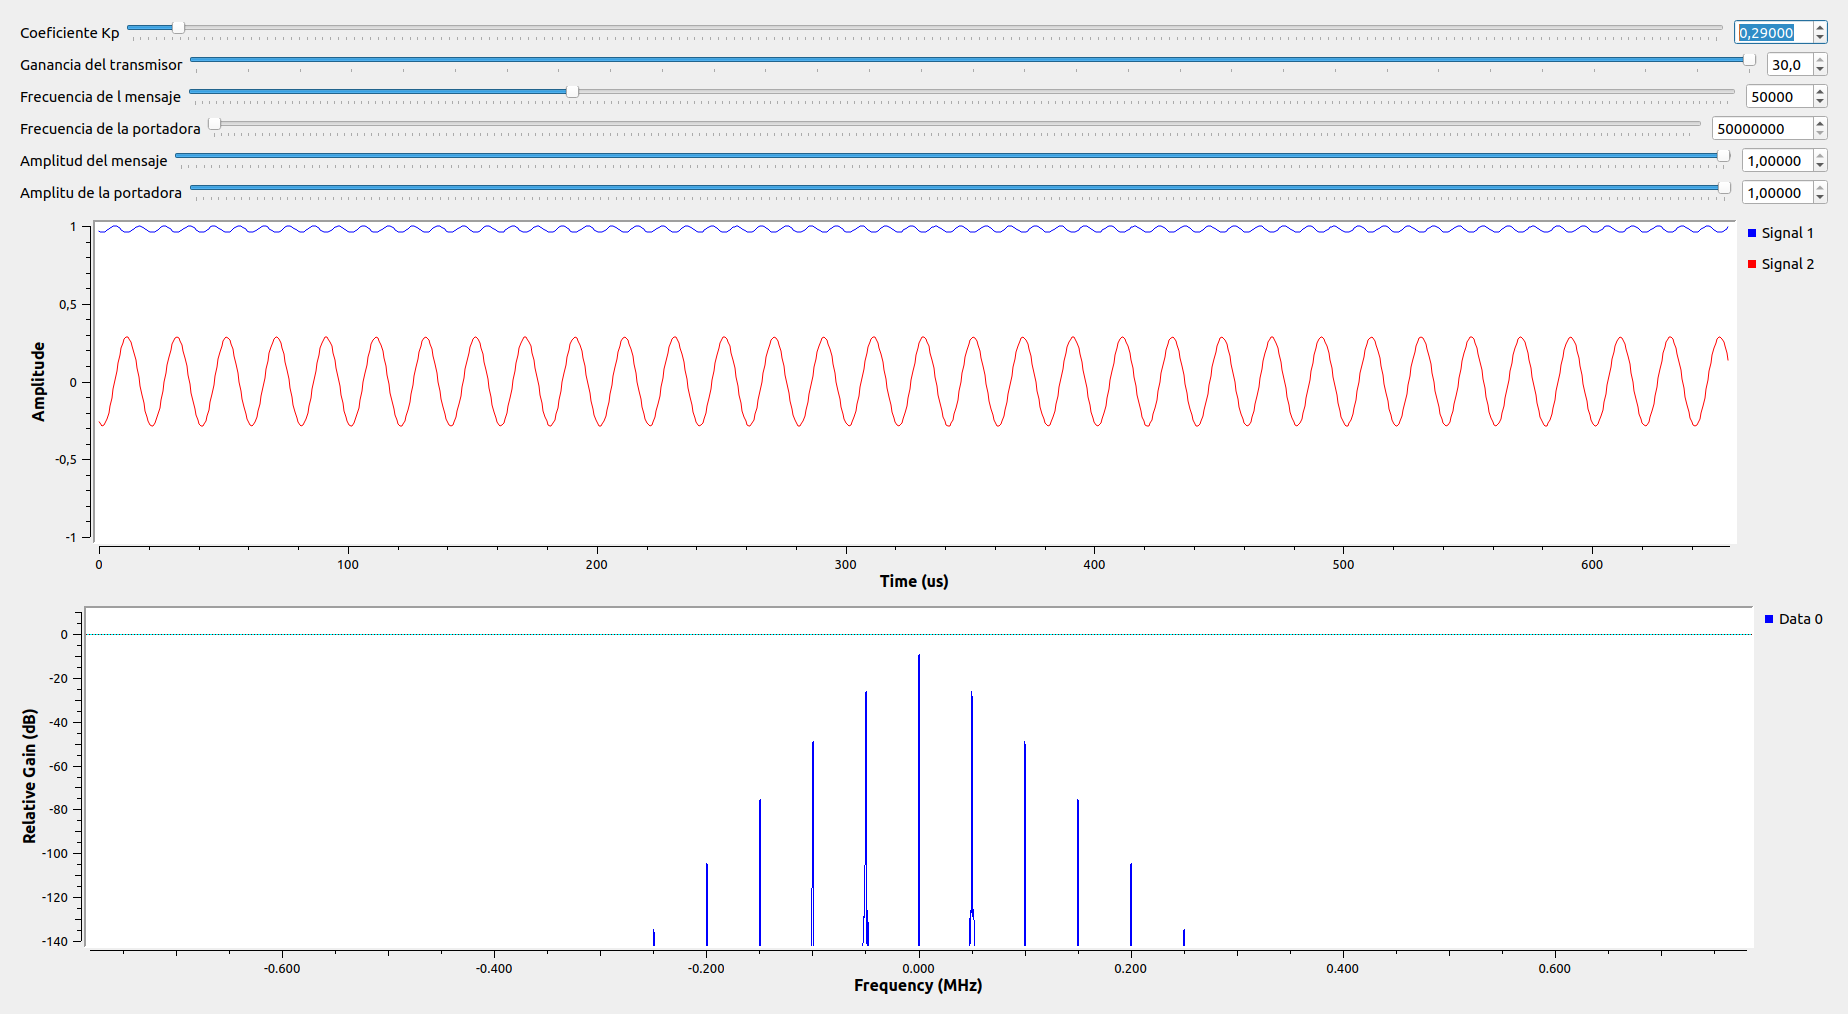 Coeficiente Kp 0,29000
Ganancia del transmisor 30,0
Frecuencia de l mensaje 50000
Frecuencia de la portadora 50000000
Amplitud del mensaje 1,00000
Amplitu de la portadora 1,00000
1
0,5
0
-0,5
-1
Amplitude
0 100 200 300 400 500 600
Time (us)
Signal 1
Signal 2
0
-20
-40
-60
-80
-100
-120
-140
Relative Gain (dB)
-0.600 -0.400 -0.200 0.000 0.200 0.400 0.600
Frequency (MHz)
Data 0